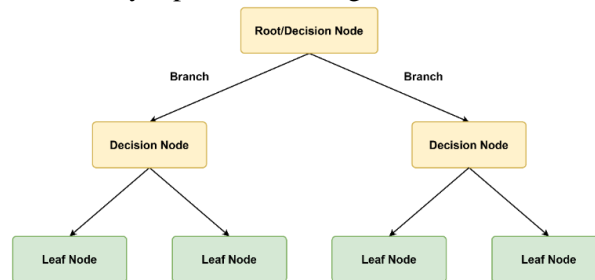 Root/Decision Node
Branch Branch
Decision Node Decision Node
Leaf Node Leaf Node Leaf Node Leaf Node